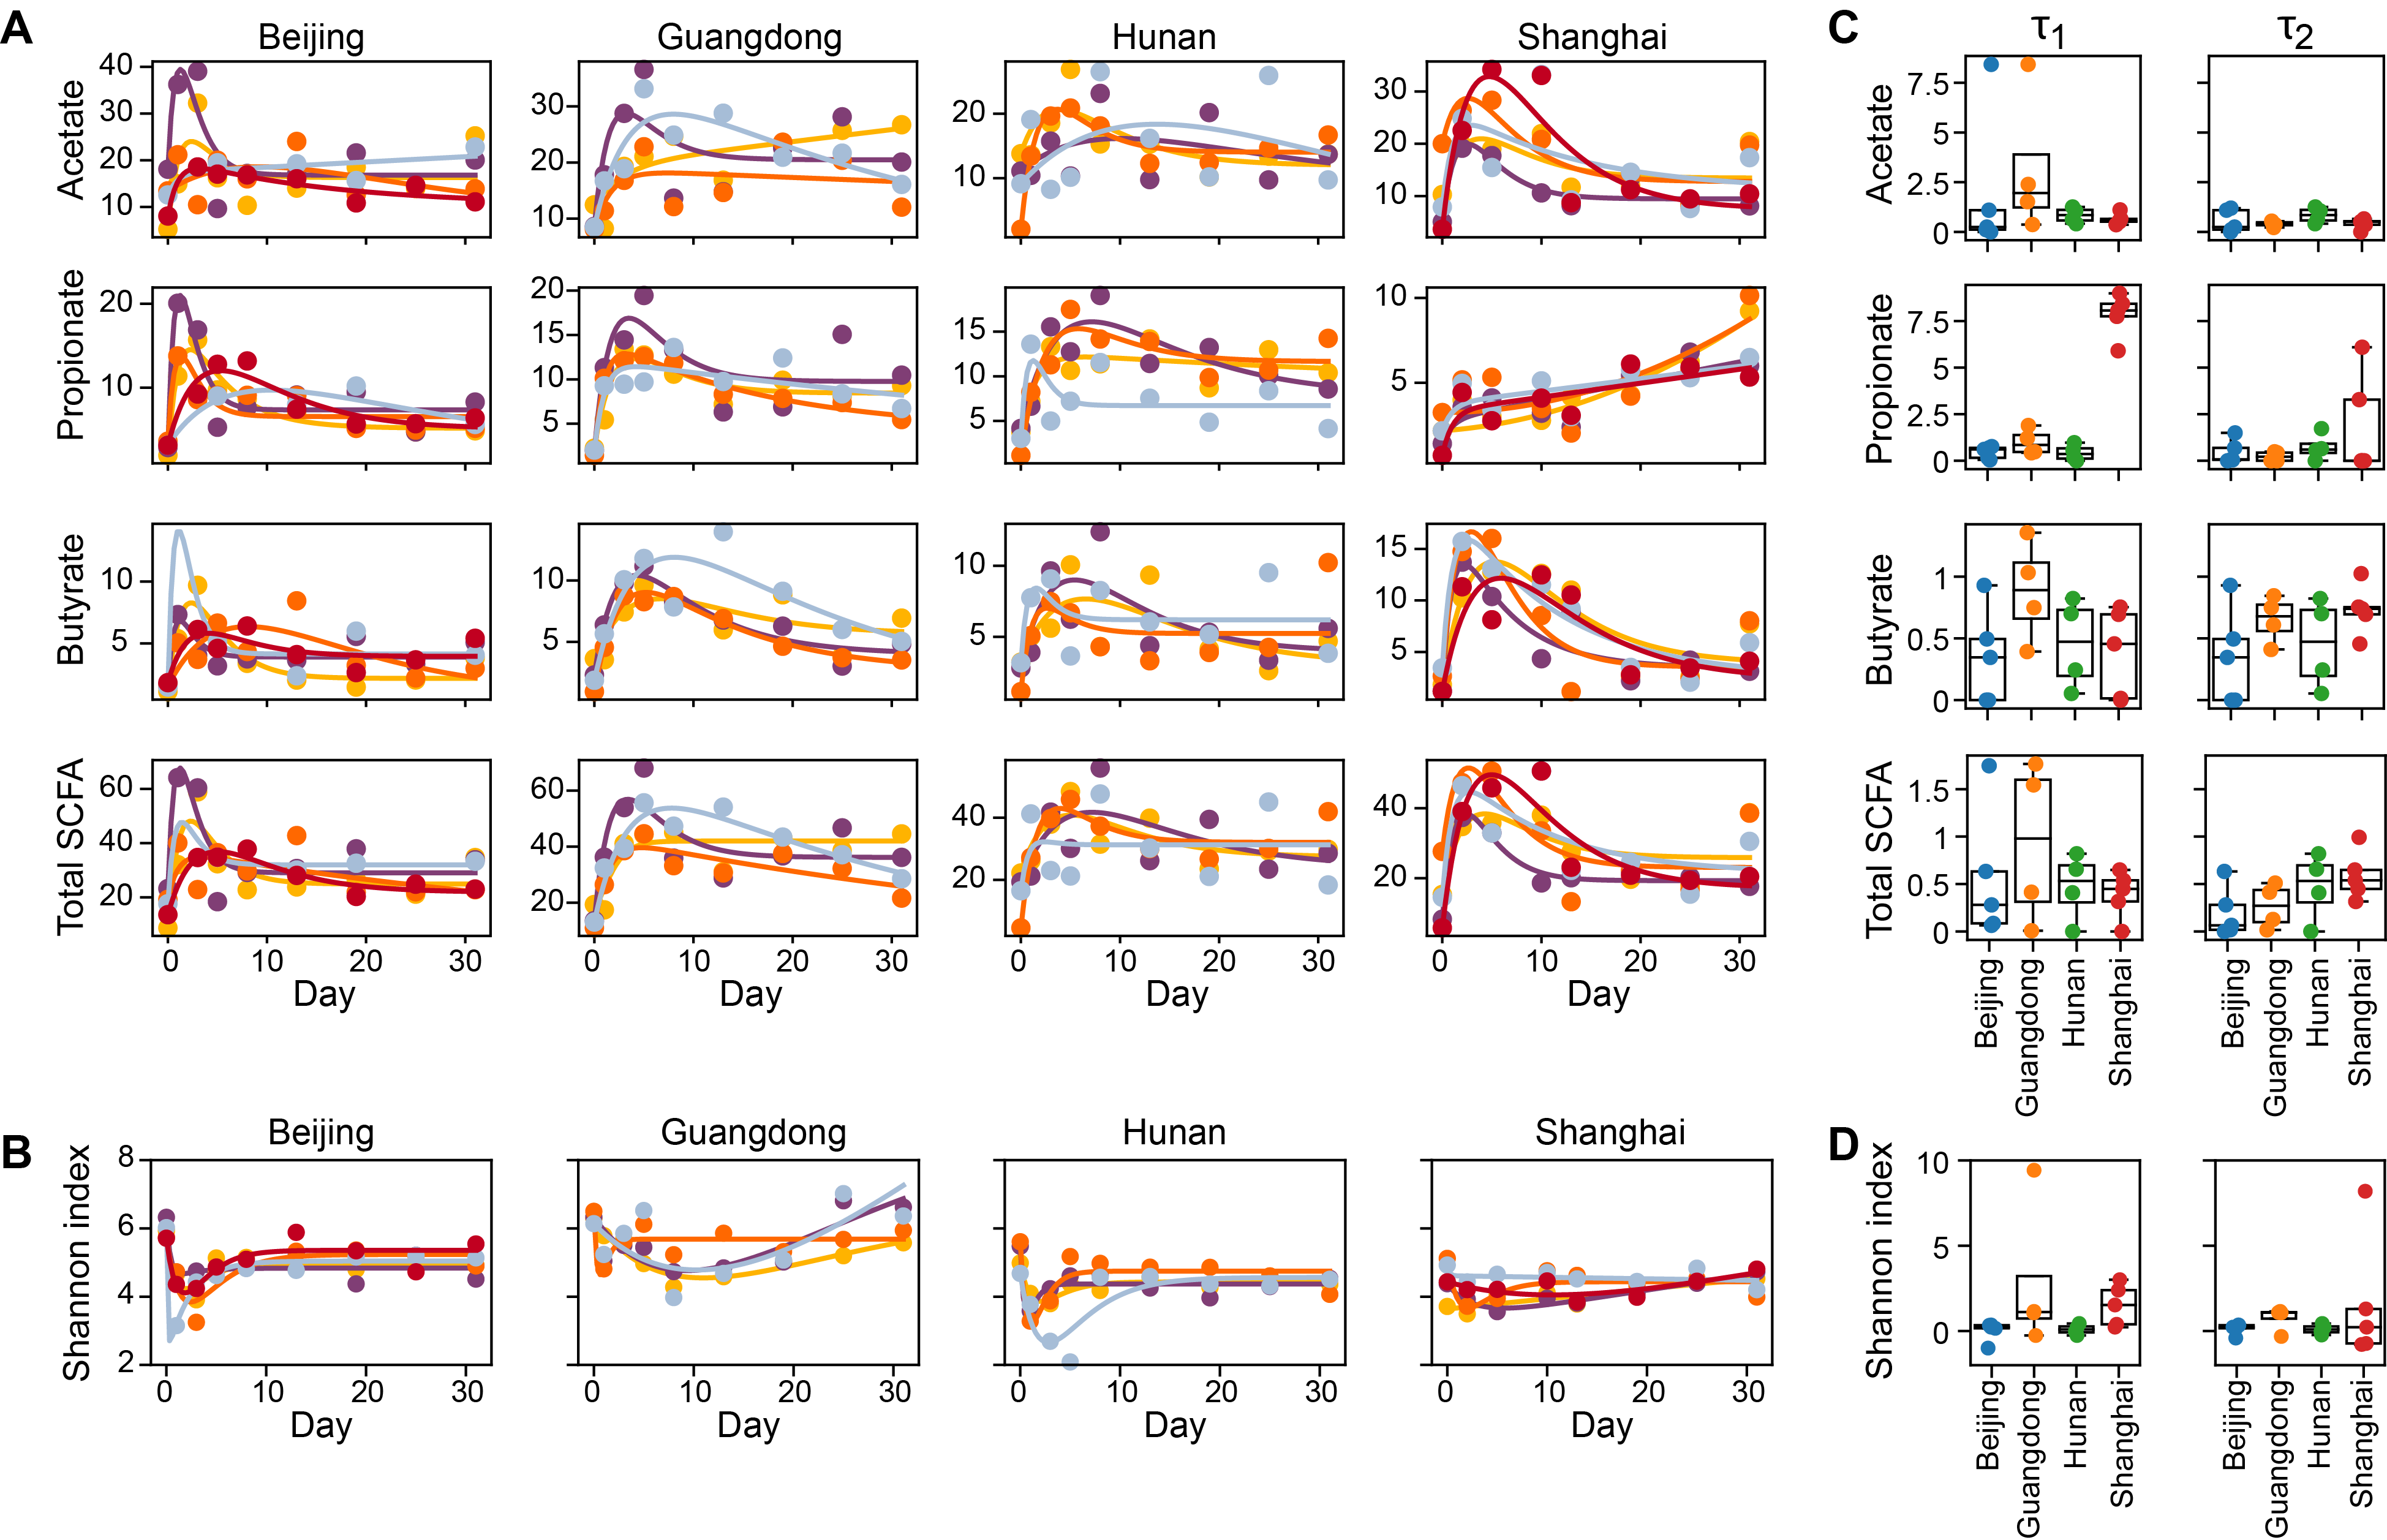 A
Beijing
Guangdong
Hunan
Shanghai
C
τ1
τ2
Acetate
40
30
20
10
30
20
10
20
10
30
20
10
Acetate
7.5
5
2.5
0
Propionate
20
10
20
15
10
5
15
10
5
10
5
Propionate
7.5
5
2.5
0
Butyrate
10
5
10
5
10
5
15
10
5
Butyrate
1
0.5
0
Total SCFA
60
40
20
60
40
20
40
20
40
20
Total SCFA
1.5
1
0.5
0
0 10 20 30
0 10 20 30
0 10 20 30
0 10 20 30
Day
Day
Day
Day
Beijing
Guangdong
Hunan
Shanghai
Beijing
Guangdong
Hunan
Shanghai
B
Beijing
Guangdong
Hunan
Shanghai
D
Shannon index
8
6
4
2
Shannon index
10
5
0
0 10 20 30
0 10 20 30
0 10 20 30
0 10 20 30
Day
Day
Day
Day
Beijing
Guangdong
Hunan
Shanghai
Beijing
Guangdong
Hunan
Shanghai